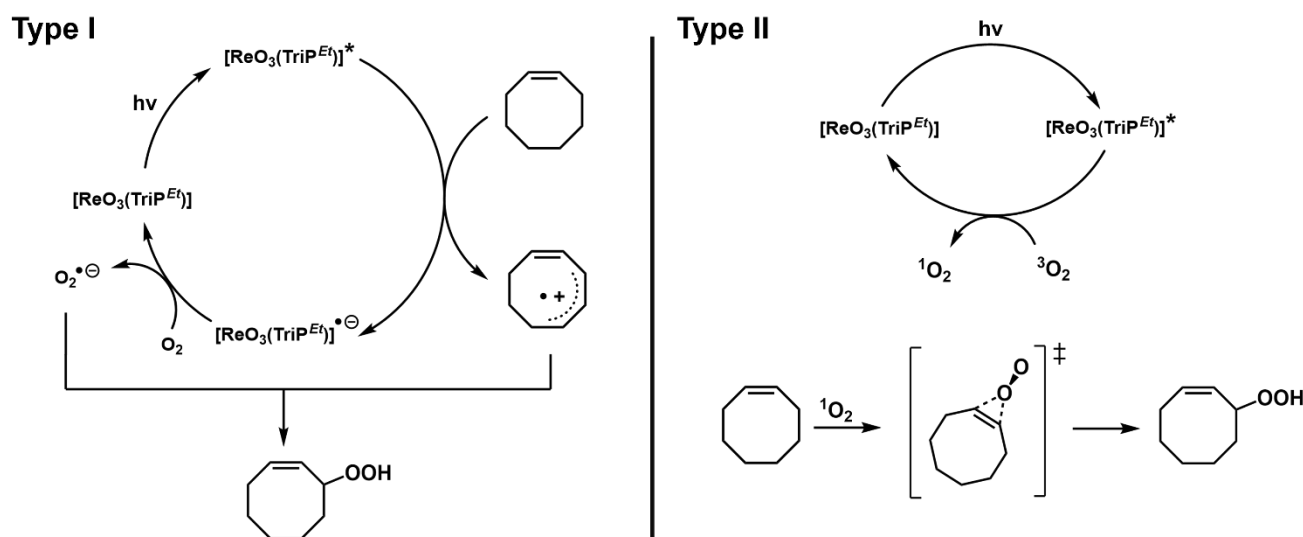 Type I
[ReO₃(TriPᴱᵗ)]*
hν
[ReO₃(TriPᴱᵗ)]
O₂•⊖
O₂
[ReO₃(TriPᴱᵗ)]•⊖
• +
OOH
Type II
hν
[ReO₃(TriPᴱᵗ)]
[ReO₃(TriPᴱᵗ)]*
¹O₂
³O₂
¹O₂
O
O
‡
OOH